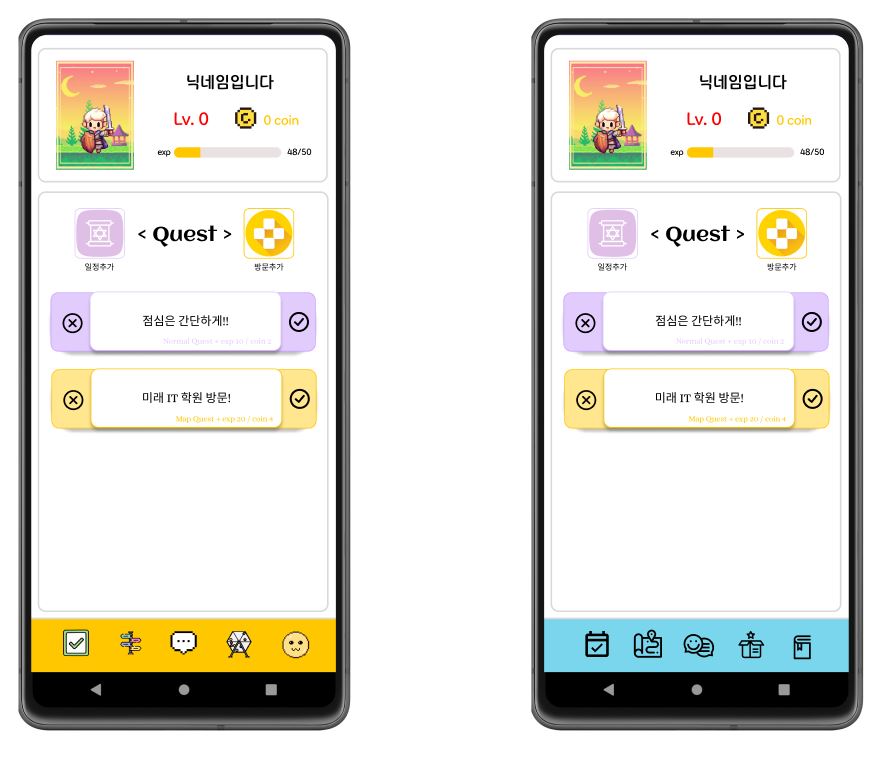 닉네임입니다
Lv. 0 0 coin
exp 48/50
< Quest >
일정추가 방문추가
점심은 간단하게!!
Normal Quest + exp 10 / coin 2
미래 IT 학원 방문!
Map Quest + exp 20 / coin 4
닉네임입니다
Lv. 0 0 coin
exp 48/50
< Quest >
일정추가 방문추가
점심은 간단하게!!
Normal Quest + exp 10 / coin 2
미래 IT 학원 방문!
Map Quest + exp 20 / coin 4